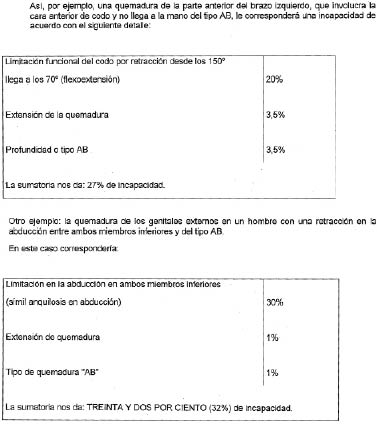 Así, por ejemplo, una quemadura de la parte anterior del brazo izquierdo, que involucra la
cara anterior de codo y no llega a la mano del tipo AB, le corresponderá una incapacidad de
acuerdo con el siguiente detalle:
Limitación funcional del codo por retracción desde los 150°
llega a los 70° (flexoextensión) 20%
Extensión de la quemadura 3,5%
Profundidad o tipo AB 3,5%
La sumatoria nos da: 27% de incapacidad.
Otro ejemplo: la quemadura de los genitales externos en un hombre con una retracción en la
abducción entre ambos miembros inferiores y del tipo AB.
En este caso correspondería:
Limitación en la abducción en ambos miembros inferiores
(símil anquilosis en abducción) 30%
Extensión de quemadura 1%
Tipo de quemadura "AB" 1%
La sumatoria nos da: TREINTA Y DOS POR CIENTO (32%) de incapacidad.